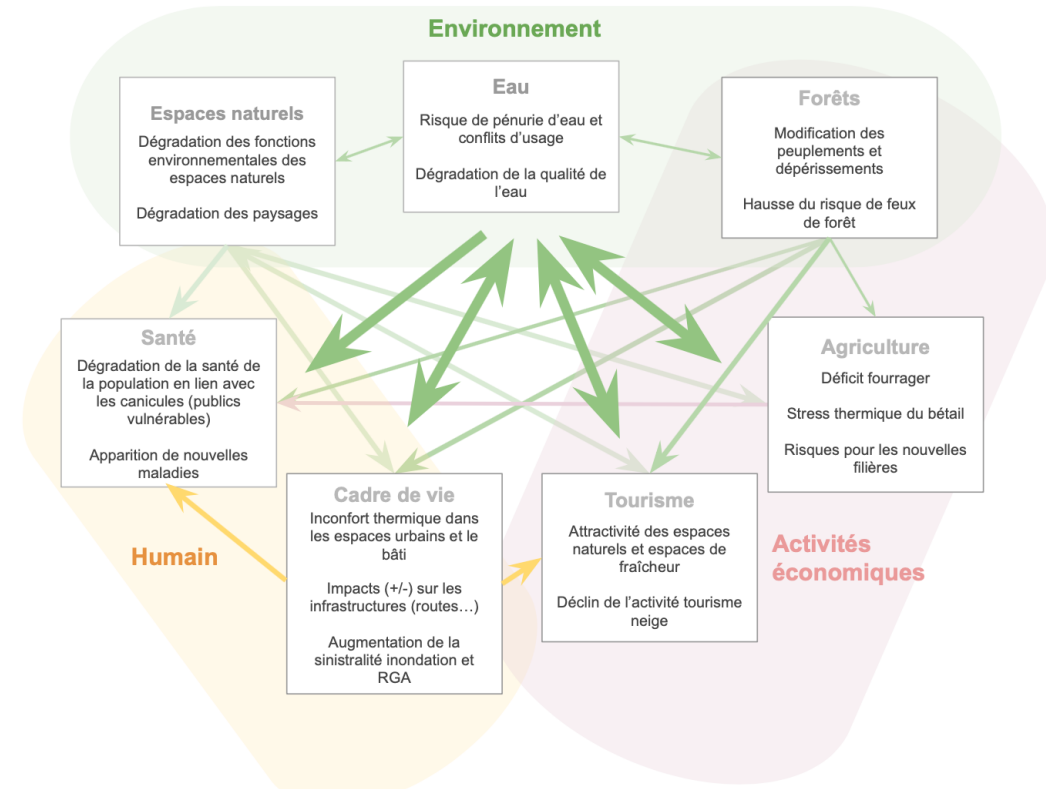 Environnement
Espaces naturels
Dégradation des fonctions
environnementales des
espaces naturels
Dégradation des paysages
Eau
Risque de pénurie d’eau et
conflits d’usage
Dégradation de la qualité de
l’eau
Forêts
Modification des
peuplements et
dépérissements
Hausse du risque de feux
de forêt
Santé
Dégradation de la santé de
la population en lien avec
les canicules (publics
vulnérables)
Apparition de nouvelles
maladies
Agriculture
Déficit fourrager
Stress thermique du bétail
Risques pour les nouvelles
filières
Humain
Cadre de vie
Inconfort thermique dans
les espaces urbains et le
bâti
Impacts (+/-) sur les
infrastructures (routes…)
Augmentation de la
sinistralité inondation et
RGA
Tourisme
Attractivité des espaces
naturels et espaces de
fraîcheur
Déclin de l’activité tourisme
neige
Activités
économiques